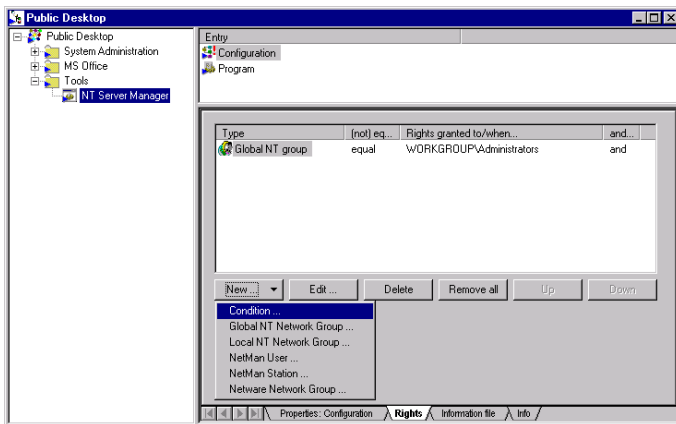 Public Desktop
Public Desktop
System Administration
MS Office
Tools
NT Server Manager
Entry
Configuration
Program
Type (not) eq... Rights granted to/when... and...
Global NT group equal WORKGROUP\Administrators and
New ... Edit ... Delete Remove all Up Down
Condition ...
Global NT Network Group ...
Local NT Network Group ...
NetMan User ...
NetMan Station ...
Netware Network Group ...
Properties: Configuration Rights Information file Info